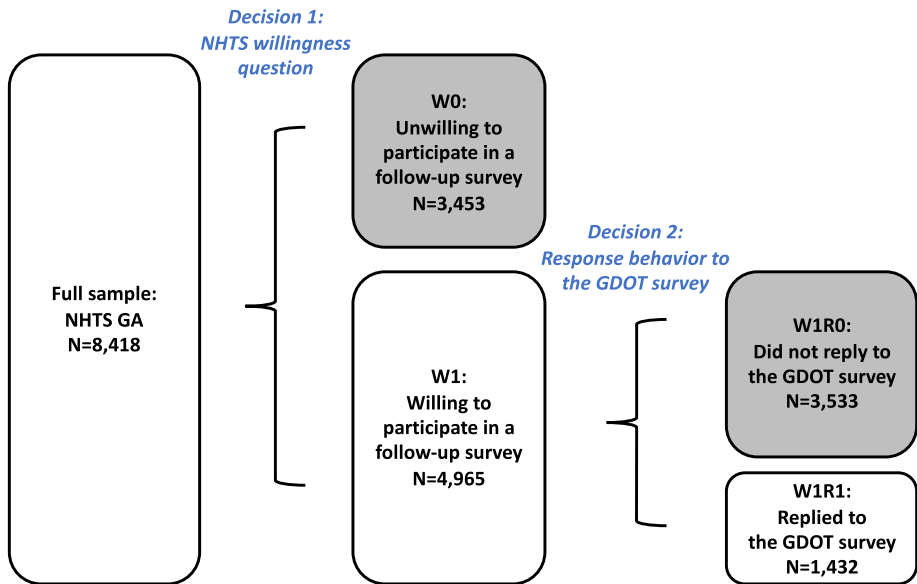 Decision 1:
NHTS willingness
question
Full sample:
NHTS GA
N=8,418
W0:
Unwilling to
participate in a
follow-up survey
N=3,453
W1:
Willing to
participate in a
follow-up survey
N=4,965
Decision 2:
Response behavior to
the GDOT survey
W1R0:
Did not reply to
the GDOT survey
N=3,533
W1R1:
Replied to
the GDOT survey
N=1,432